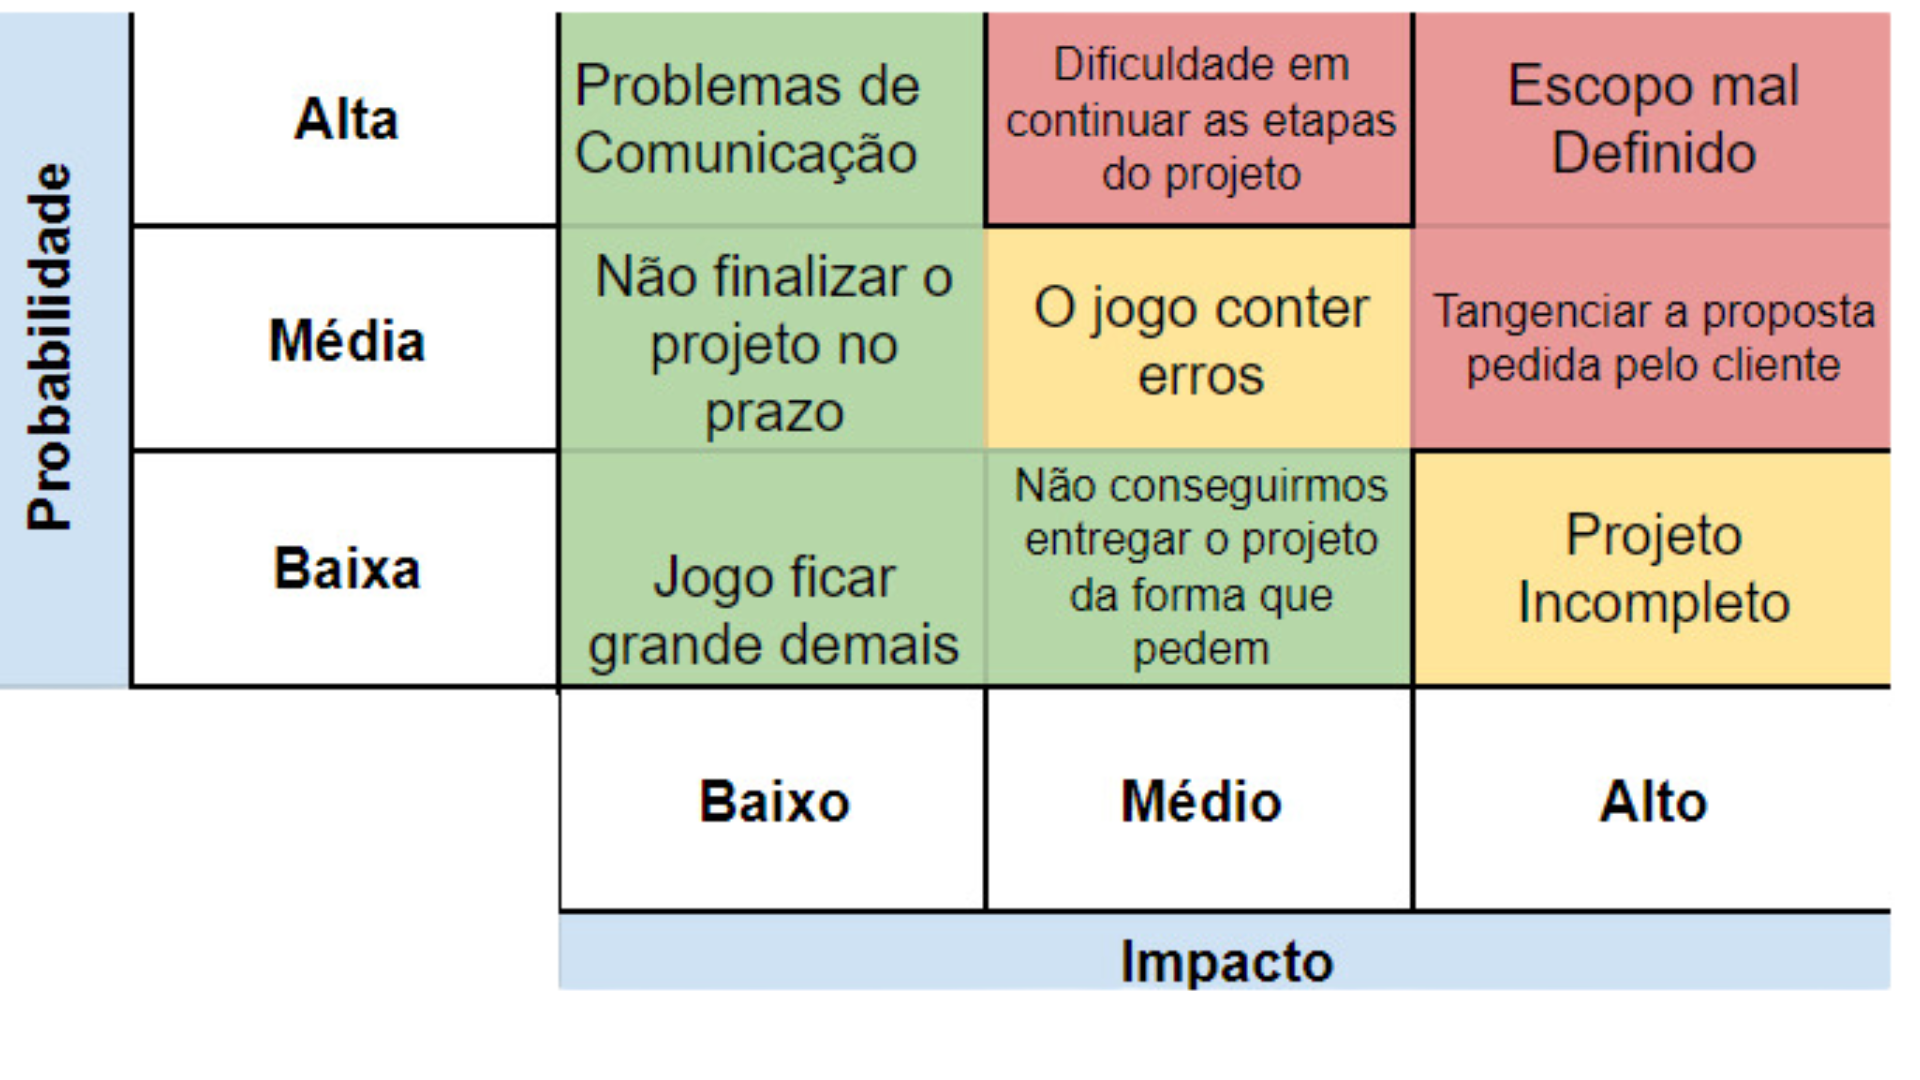 Probabilidade
Alta
Problemas de
Comunicação
Dificuldade em
continuar as etapas
do projeto
Escopo mal
Definido
Média
Não finalizar o
projeto no
prazo
O jogo conter
erros
Tangenciar a proposta
pedida pelo cliente
Baixa
Jogo ficar
grande demais
Não conseguirmos
entregar o projeto
da forma que
pedem
Projeto
Incompleto
Baixo
Médio
Alto
Impacto